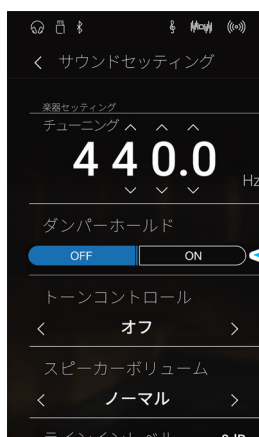 サウンドセッティング
楽器セッティング
チューニング
440.0
Hz
ダンパーホールド
OFF ON
トーンコントロール
オフ
スピーカーボリューム
ノーマル